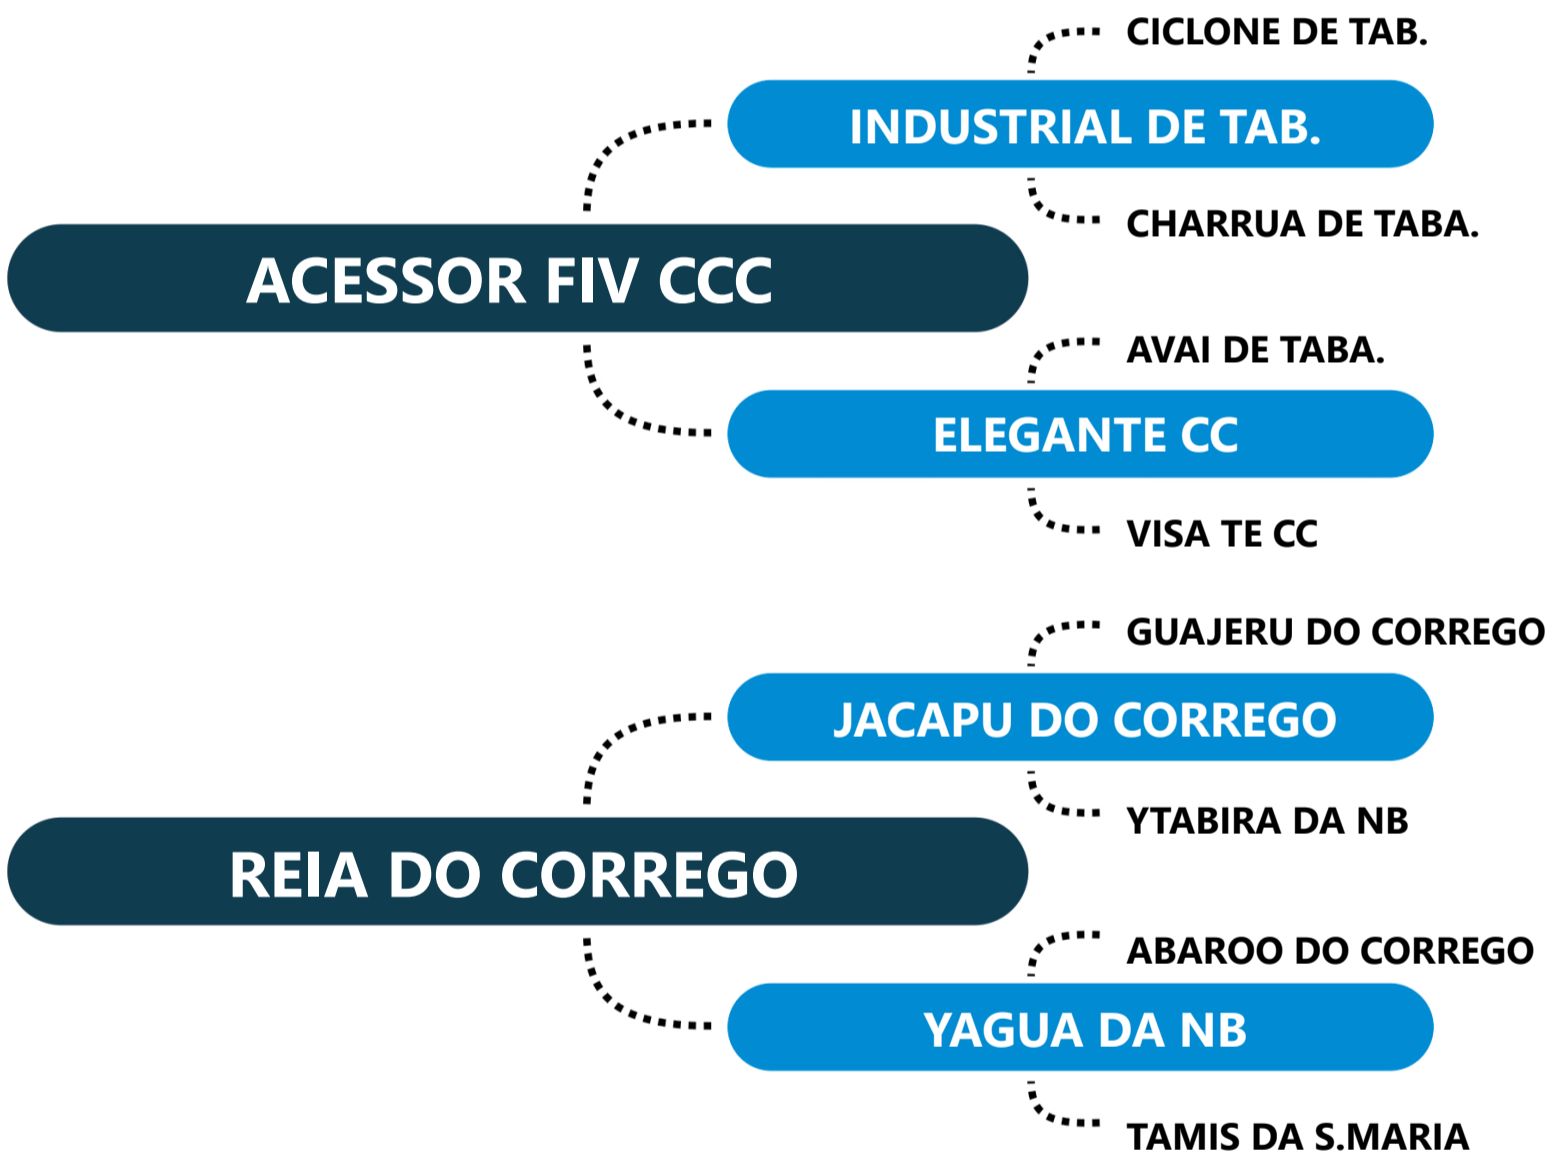 CICLONE DE TAB.
INDUSTRIAL DE TAB.
CHARRUA DE TABA.
ACESSOR FIV CCC
AVAI DE TABA.
ELEGANTE CC
VISA TE CC
GUAJERU DO CORREGO
JACAPU DO CORREGO
YTABIRA DA NB
REIA DO CORREGO
ABAROO DO CORREGO
YAGUA DA NB
TAMIS DA S.MARIA